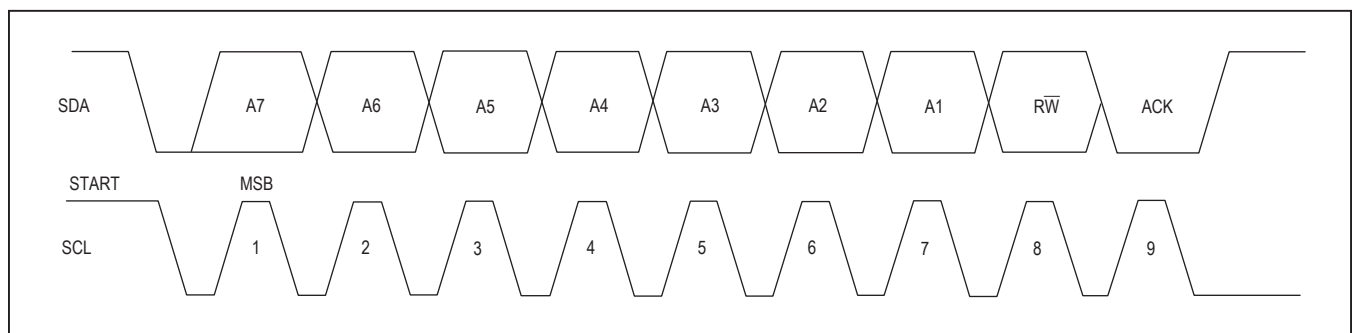 SDA A7 A6 A5 A4 A3 A2 A1 RW̅ ACK
START MSB
SCL 1 2 3 4 5 6 7 8 9